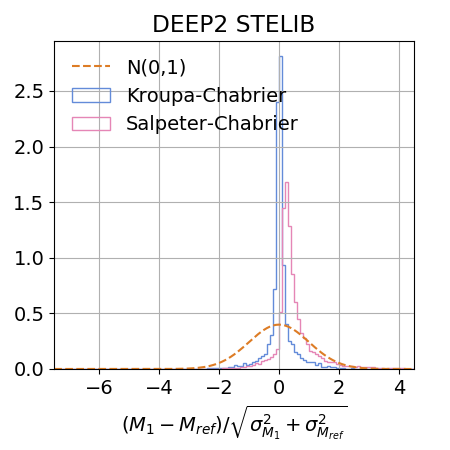 DEEP2 STELIB
N(0,1)
Kroupa-Chabrier
Salpeter-Chabrier
2.5
2.0
1.5
1.0
0.5
0.0
−6 −4 −2 0 2 4
(M₁ − M_ref)/√(σ²_M₁ + σ²_M_ref)